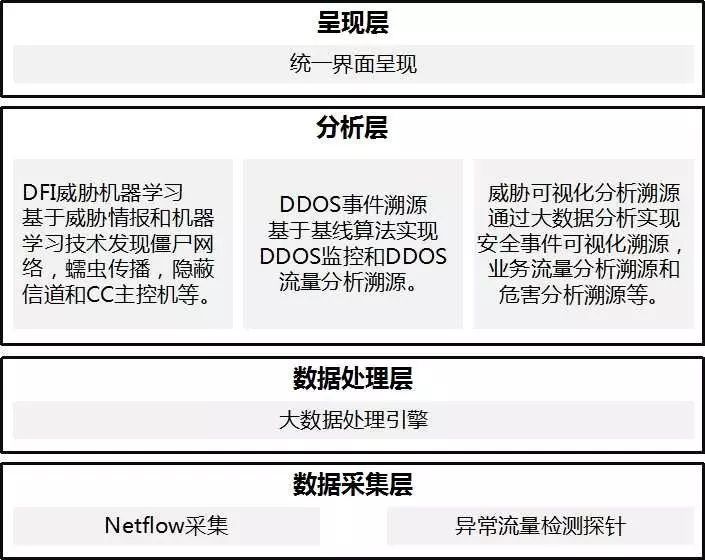 呈现层
统一界面呈现
分析层
DFI威胁机器学习
基于威胁情报和机器
学习技术发现僵尸网
络，蠕虫传播，隐蔽
信道和CC主控机等。
DDOS事件溯源
基于基线算法实现
DDOS监控和DDOS
流量分析溯源。
威胁可视化分析溯源
通过大数据分析实现
安全事件可视化溯源，
业务流量分析溯源和
危害分析溯源等。
数据处理层
大数据处理引擎
数据采集层
Netflow采集
异常流量检测探针